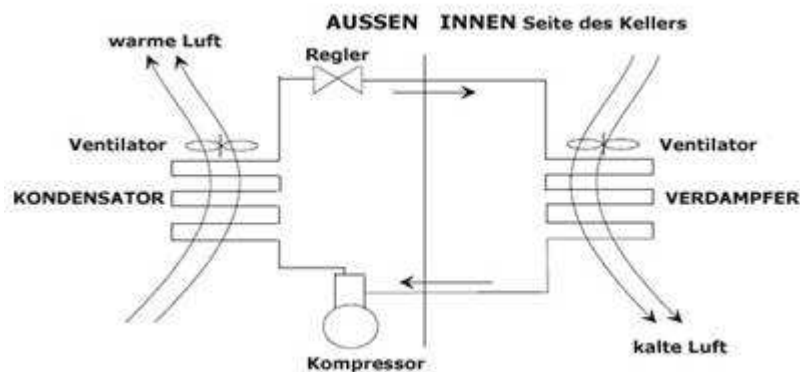 AUSSEN INNEN Seite des Kellers
warme Luft
Regler
Ventilator
Ventilator
KONDENSATOR
VERDAMPFER
kalte Luft
Kompressor